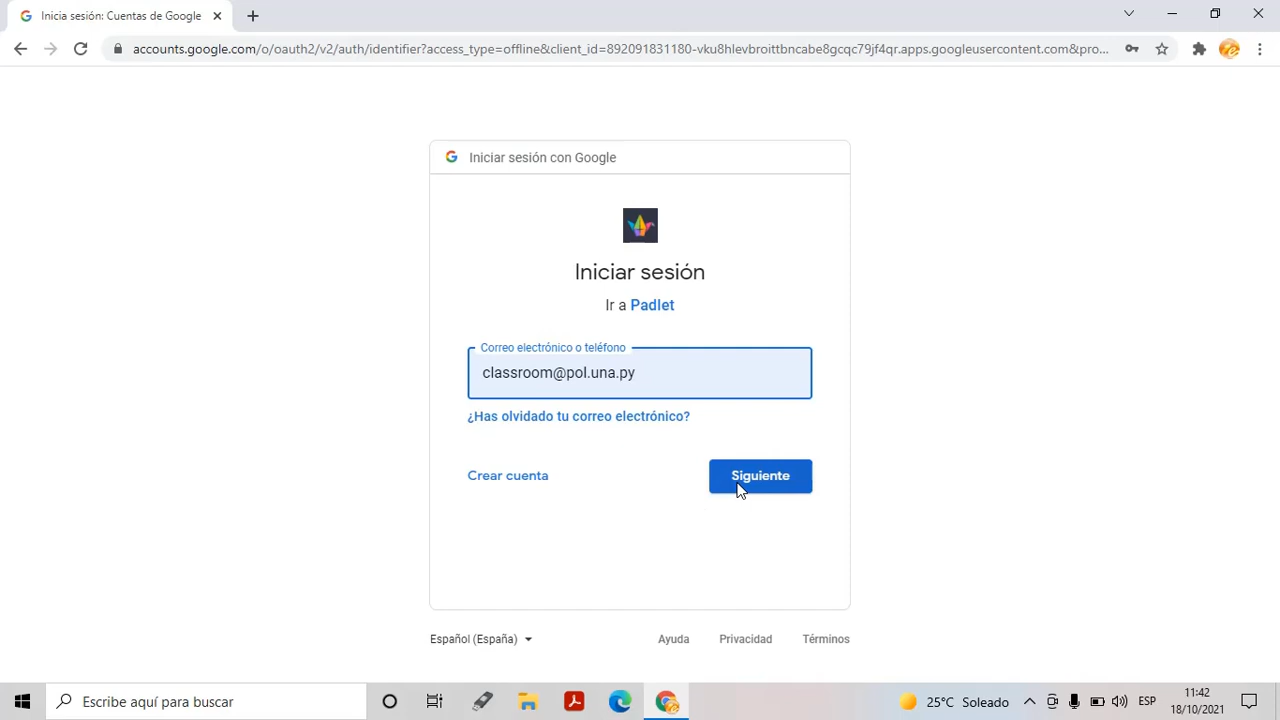 Inicia sesión: Cuentas de Google
accounts.google.com/o/oauth2/v2/auth/identifier?access_type=offline&client_id=892091831180-vku8hlevbroittbncabe8gcqc79jf4qr.apps.googleusercontent.com&pro...
Iniciar sesión con Google
Iniciar sesión
Ir a Padlet
Correo electrónico o teléfono
classroom@pol.una.py
¿Has olvidado tu correo electrónico?
Crear cuenta
Siguiente
Español (España)
Ayuda
Privacidad
Términos
Escribe aquí para buscar
25°C Soleado
ESP
11:42
18/10/2021